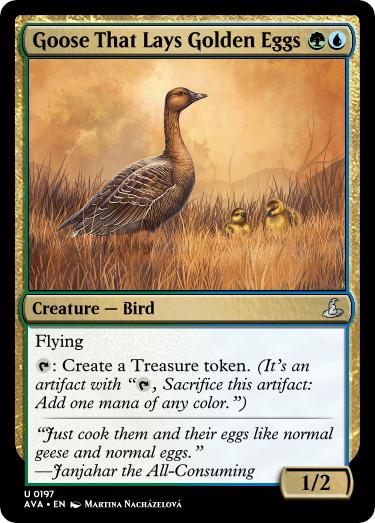 Goose That Lays Golden Eggs
Creature — Bird
Flying
: Create a Treasure token. (It's an
artifact with “, Sacrifice this artifact:
Add one mana of any color.”)
“Just cook them and their eggs like normal
geese and normal eggs.”
—Janjahar the All-Consuming
1/2
U 0197
AVA • EN Martina Nacházelová